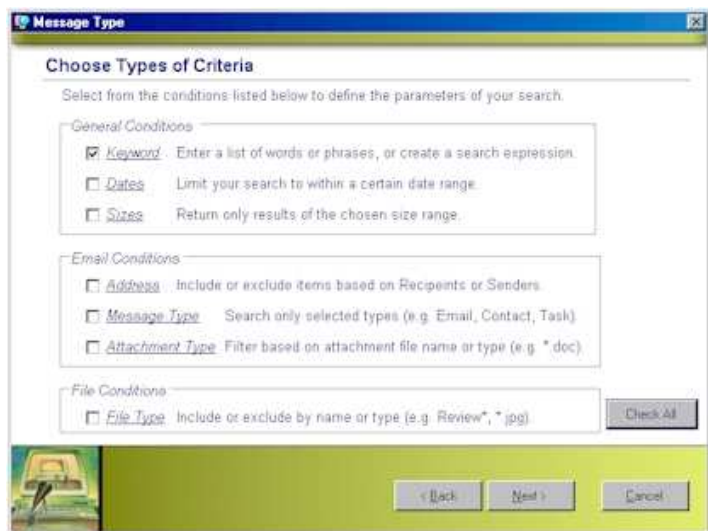 Message Type
Choose Types of Criteria
Select from the conditions listed below to define the parameters of your search.
General Conditions
Keyword Enter a list of words or phrases, or create a search expression.
Dates Limit your search to within a certain date range.
Sizes Return only results of the chosen size range.
Email Conditions
Address Include or exclude items based on Recipeints or Senders.
Message Type Search only selected types (e.g. Email, Contact, Task).
Attachment Type Filter based on attachment file name or type (e.g. *.doc).
File Conditions
File Type Include or exclude by name or type (e.g. Review*, *.jpg).
Check All
< Back Next > Cancel